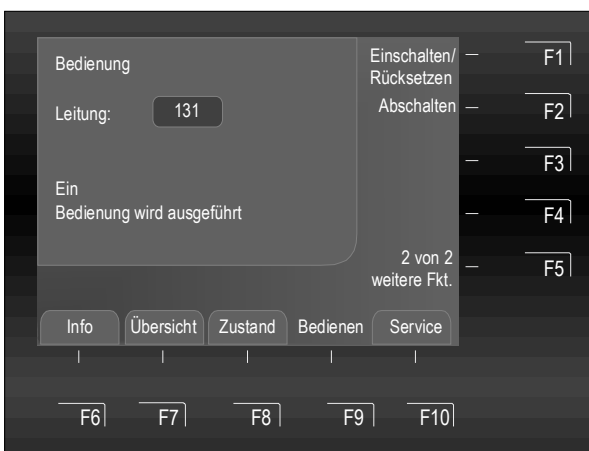 Bedienung
Leitung: 131
Ein
Bedienung wird ausgeführt
Einschalten/
Rücksetzen
Abschalten
2 von 2
weitere Fkt.
F1
F2
F3
F4
F5
Info Übersicht Zustand Bedienen Service
F6 F7 F8 F9 F10